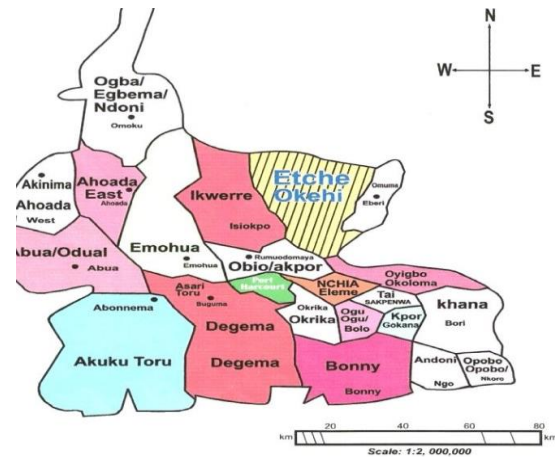 N
W E
S
Ogba/
Egbema/
Ndoni
Omoku
Akinima
Ahoada
West
Ahoada
East
Ahoada
Ikwerre
Isiokpo
Etche
Okehi
Omuma
Eberi
Abua/Odual
Abua
Emohua
Emohua
Rumuodomaya
Obio/akpor
Port
Harcourt
NCHIA
Eleme
Oyigbo
Okoloma
Tai
SAKPENWA
khana
Bori
Abonnema
Akuku Toru
Asari
Toru
Buguma
Degema
Degema
Okrika
Okrika
Ogu
Ogu/
Bolo
Kpor
Gokana
Bonny
Bonny
Andoni
Ngo
Opobo
Opobo/
Nkoro
km 20 40 60 80 km
Scale: 1:2, 000,000